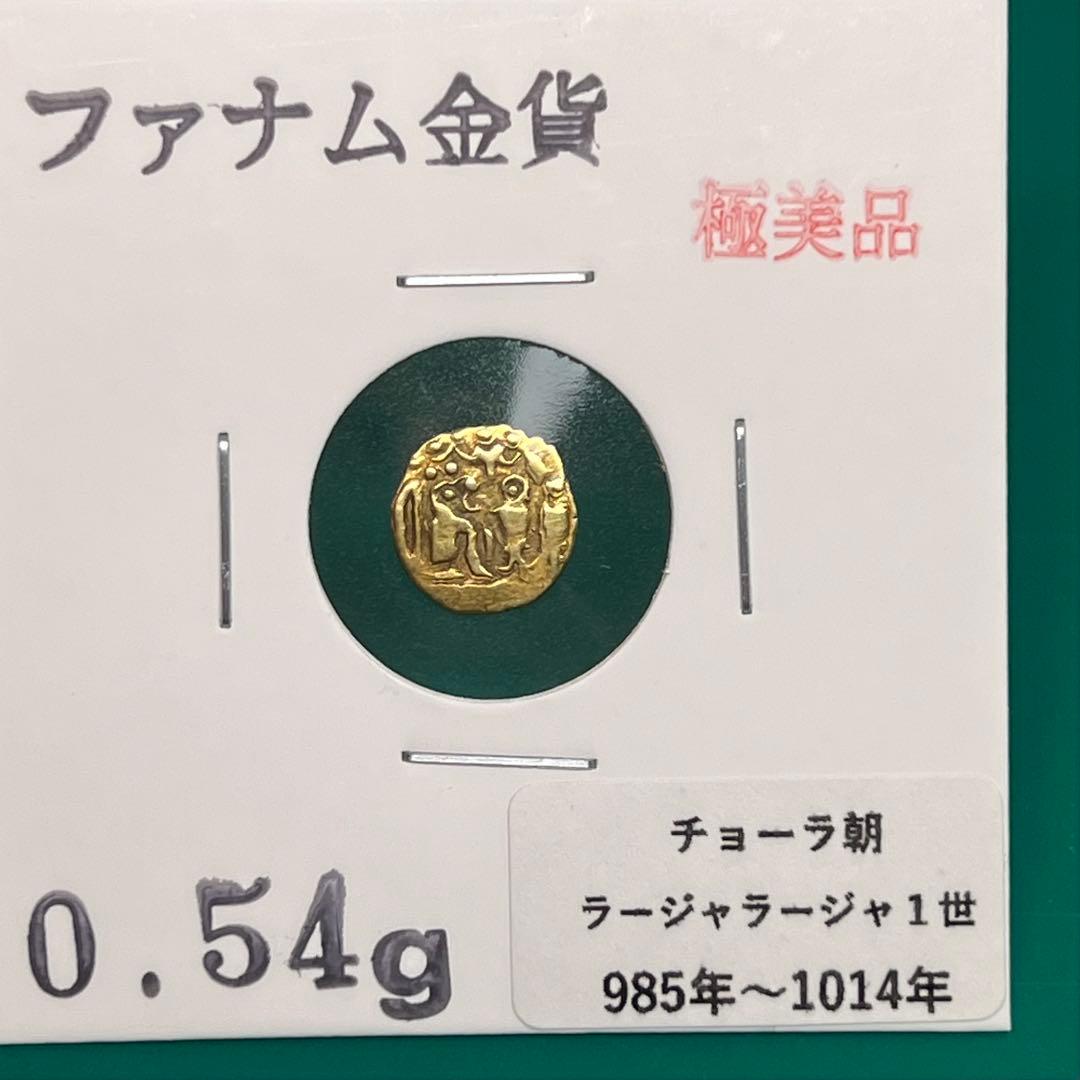 ファナム金貨
極美品
0.54g
チョーラ朝
ラージャラージャ1世
985年～1014年